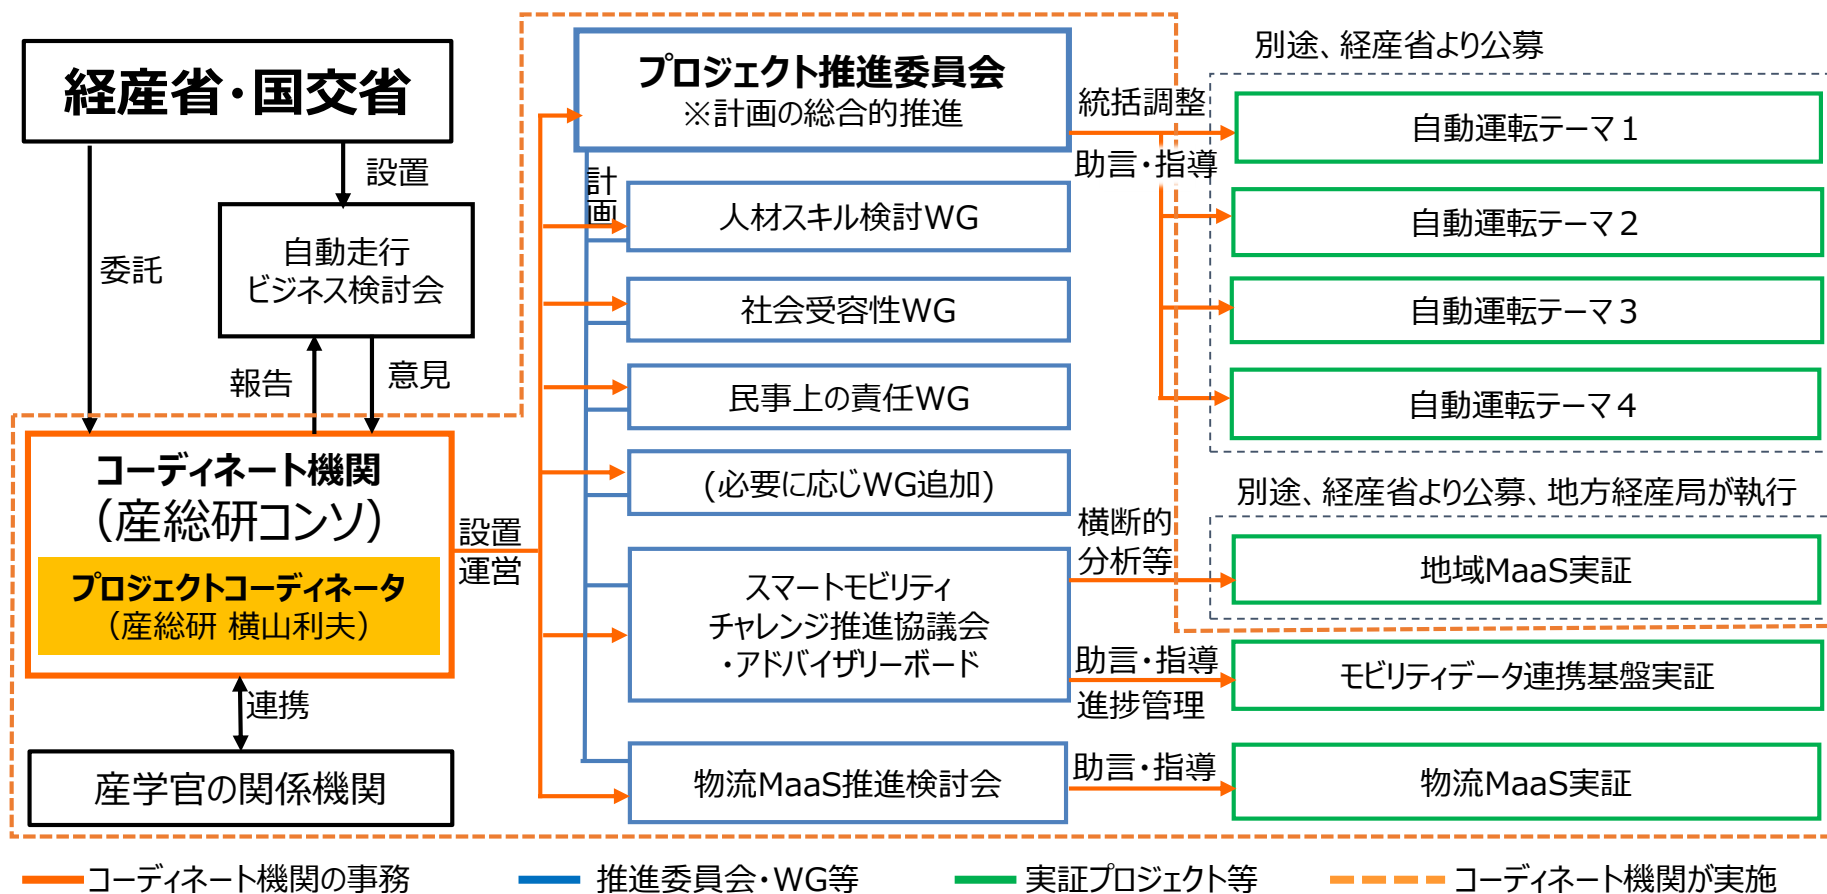 経産省・国交省
設置
委託
自動走行
ビジネス検討会
報告
意見
コーディネート機関
(産総研コンソ)
プロジェクトコーディネータ
(産総研 横山利夫)
連携
産学官の関係機関
設置
運営
プロジェクト推進委員会
※計画の総合的推進
計
画
人材スキル検討WG
社会受容性WG
民事上の責任WG
(必要に応じWG追加)
スマートモビリティ
チャレンジ推進協議会
・アドバイザリーボード
物流MaaS推進検討会
統括調整
助言・指導
横断的
分析等
助言・指導
進捗管理
助言・指導
別途、経産省より公募
自動運転テーマ1
自動運転テーマ2
自動運転テーマ3
自動運転テーマ4
別途、経産省より公募、地方経産局が執行
地域MaaS実証
モビリティデータ連携基盤実証
物流MaaS実証
コーディネート機関の事務
推進委員会・WG等
実証プロジェクト等
コーディネート機関が実施